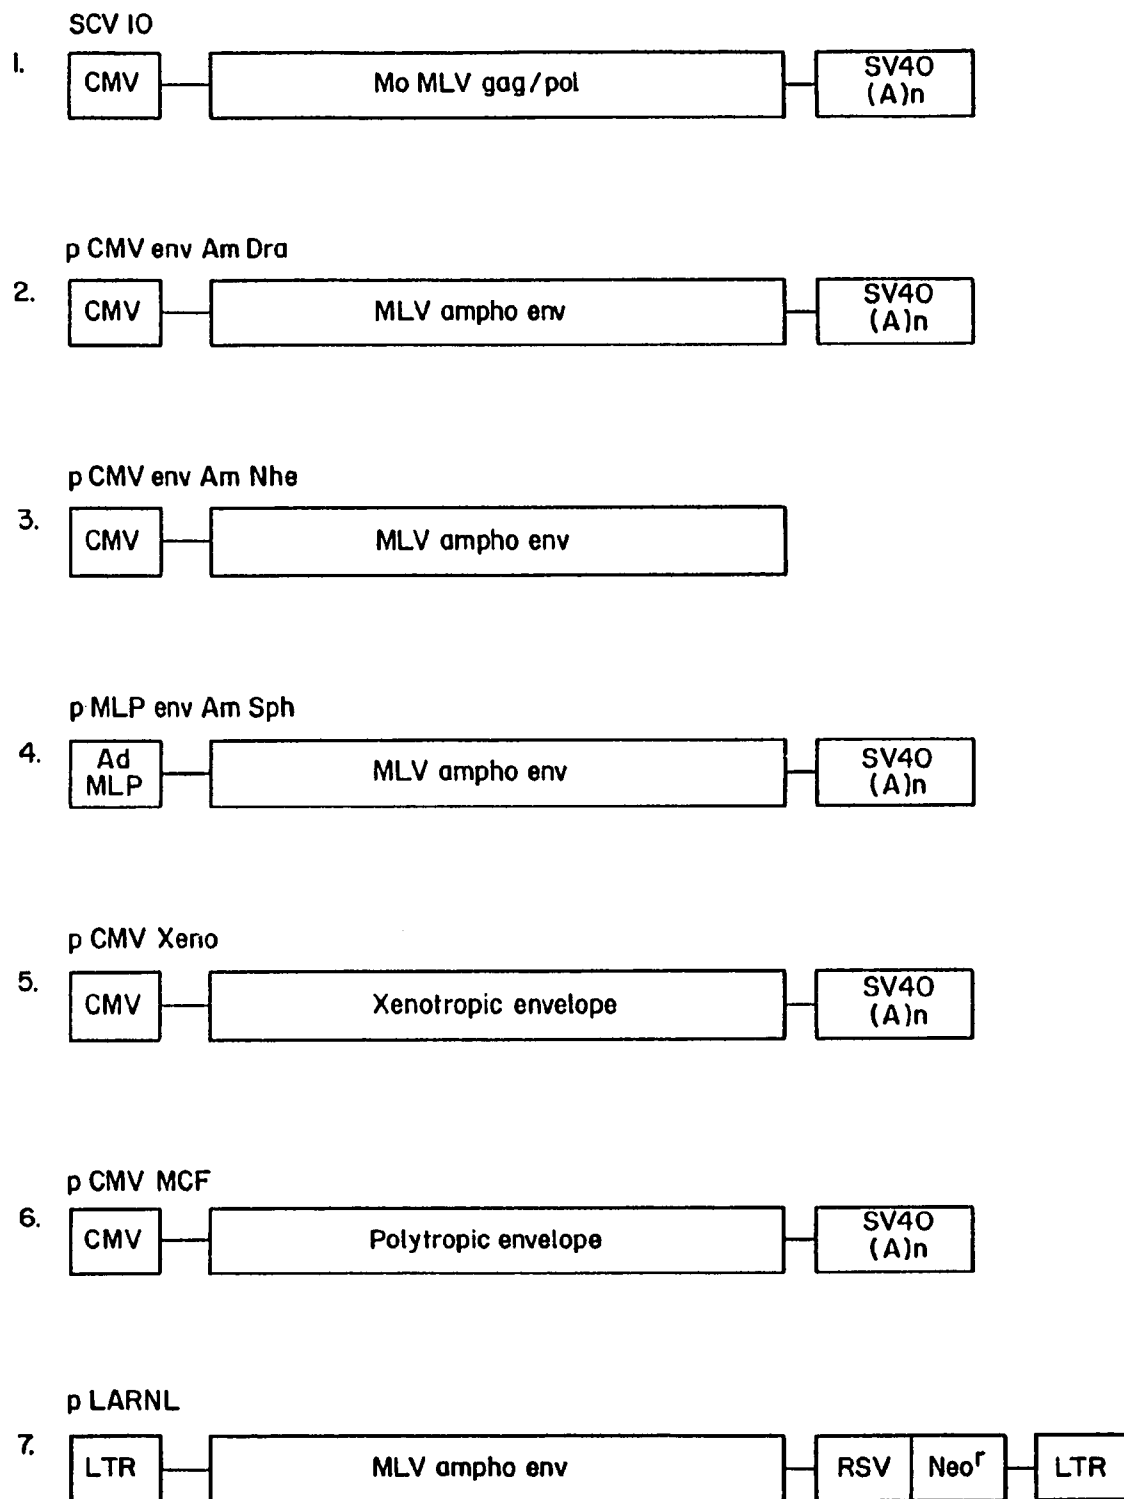 SCV 10
1.
CMV
Mo MLV gag/pol
SV40
(A)n
p CMV env Am Dra
2.
CMV
MLV ampho env
SV40
(A)n
p CMV env Am Nhe
3.
CMV
MLV ampho env
p MLP env Am Sph
4.
Ad
MLP
MLV ampho env
SV40
(A)n
p CMV Xeno
5.
CMV
Xenotropic envelope
SV40
(A)n
p CMV MCF
6.
CMV
Polytropic envelope
SV40
(A)n
p LARNL
7.
LTR
MLV ampho env
RSV
Neo^r
LTR